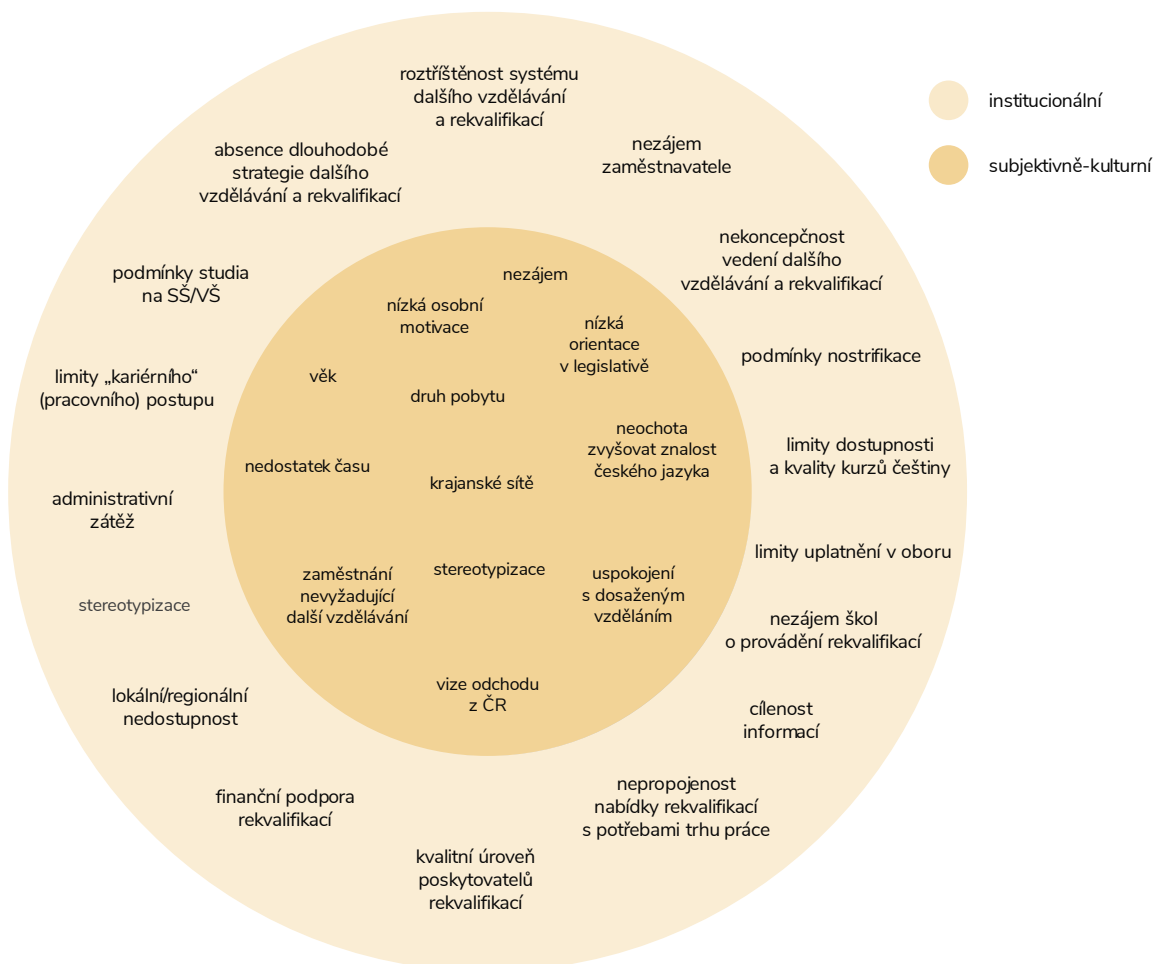 roztříštěnost systému
dalšího vzdělávání
a rekvalifikací
nezájem
zaměstnavatele
absence dlouhodobé
strategie dalšího
vzdělávání a rekvalifikací
nekoncepčnost
vedení dalšího
vzdělávání a rekvalifikací
podmínky studia
na SŠ/VŠ
podmínky nostrifikace
limity „kariérního“
(pracovního) postupu
limity dostupnosti
a kvality kurzů češtiny
administrativní
zátěž
limity uplatnění v oboru
stereotypizace
nezájem škol
o provádění rekvalifikací
lokální/regionální
nedostupnost
cílenost
informací
finanční podpora
rekvalifikací
nepropojenost
nabídky rekvalifikací
s potřebami trhu práce
kvalitní úroveň
poskytovatelů
rekvalifikací
nezájem
nízká osobní
motivace
nízká
orientace
v legislativě
věk
druh pobytu
neochota
zvyšovat znalost
českého jazyka
nedostatek času
krajanské sítě
zaměstnání
nevyžadující
další vzdělávání
stereotypizace
uspokojení
s dosaženým
vzděláním
vize odchodu
z ČR
institucionální
subjektivně-kulturní